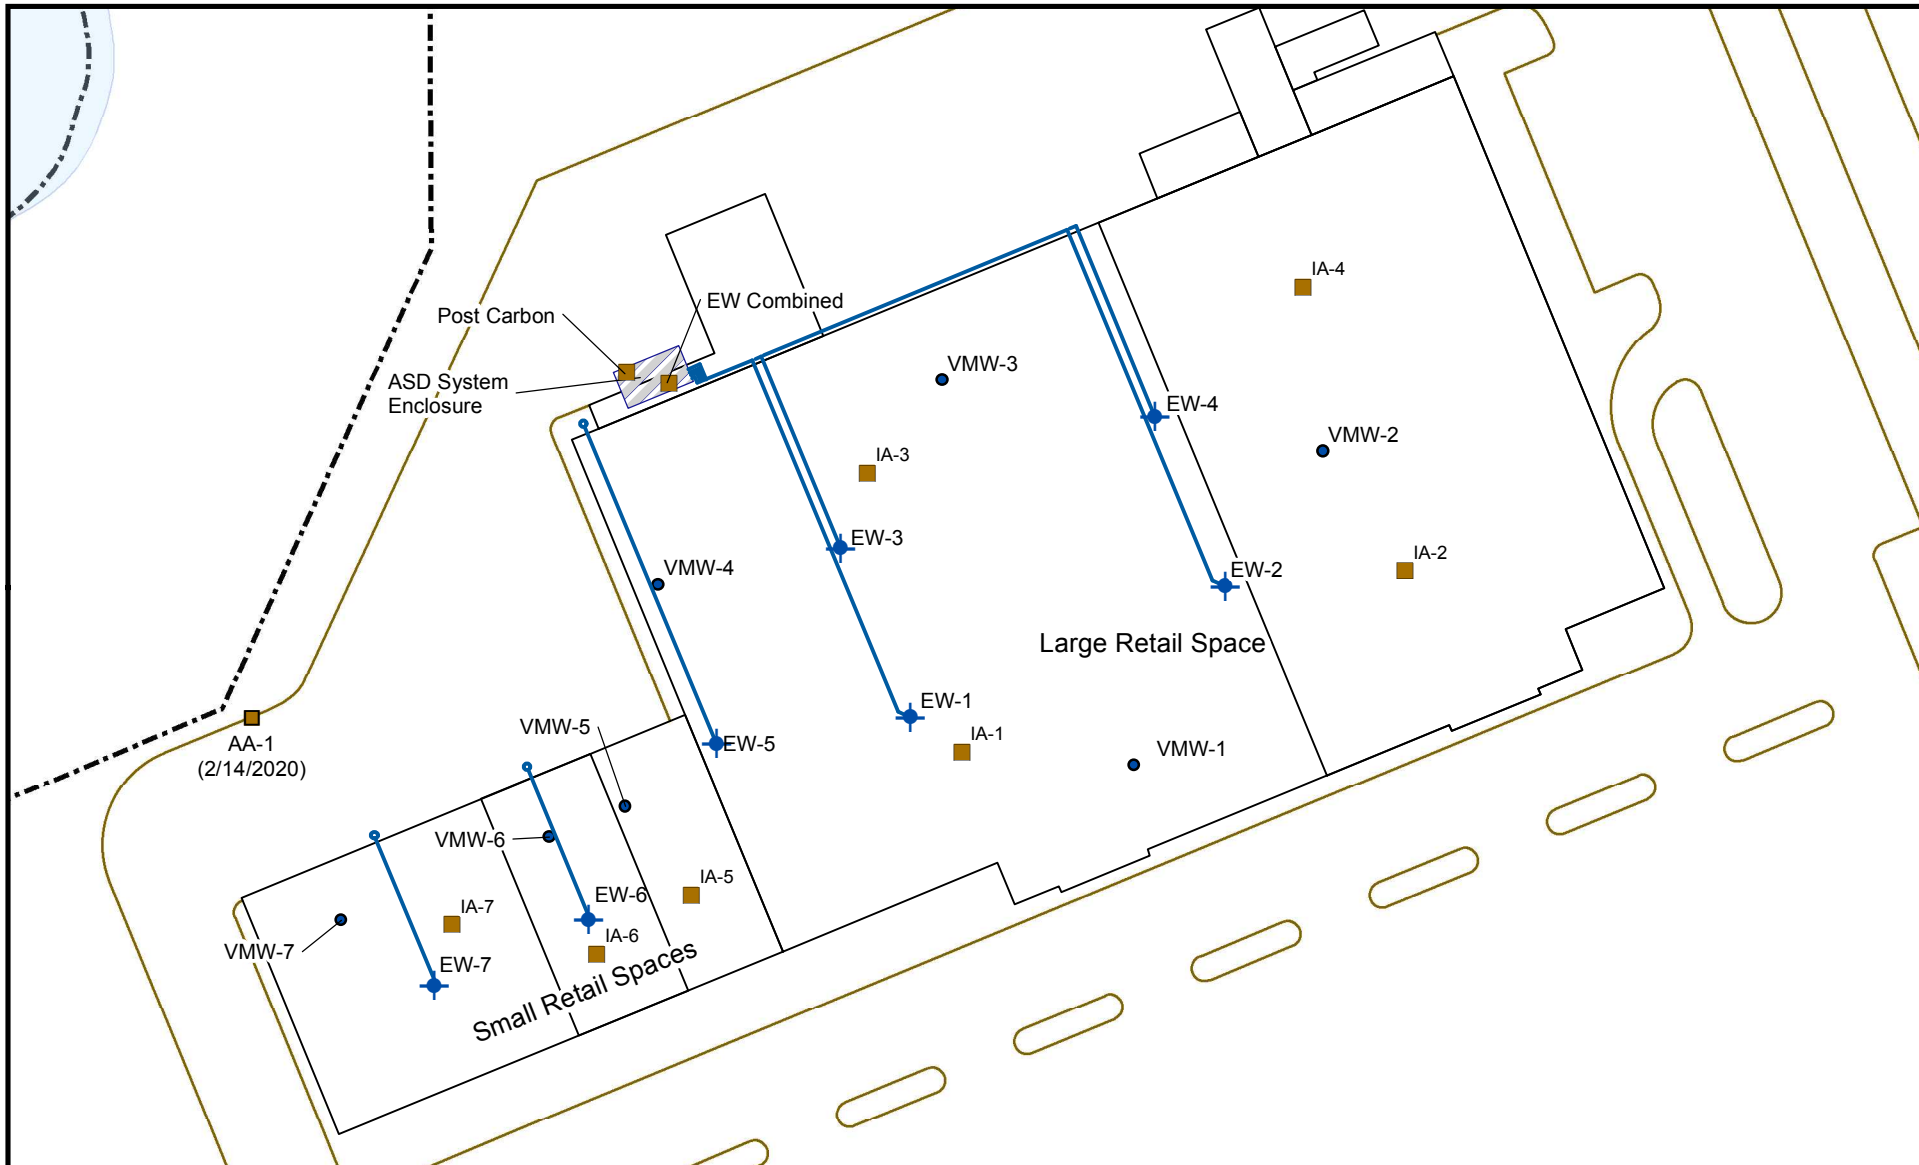 IA-4
EW Combined
Post Carbon
VMW-3
ASD System
Enclosure
EW-4
VMW-2
IA-3
EW-3
IA-2
VMW-4
EW-2
Large Retail Space
EW-1
VMW-5
EW-5
IA-1
VMW-1
AA-1
(2/14/2020)
VMW-6
IA-5
EW-6
IA-7
IA-6
VMW-7
EW-7
Small Retail Spaces